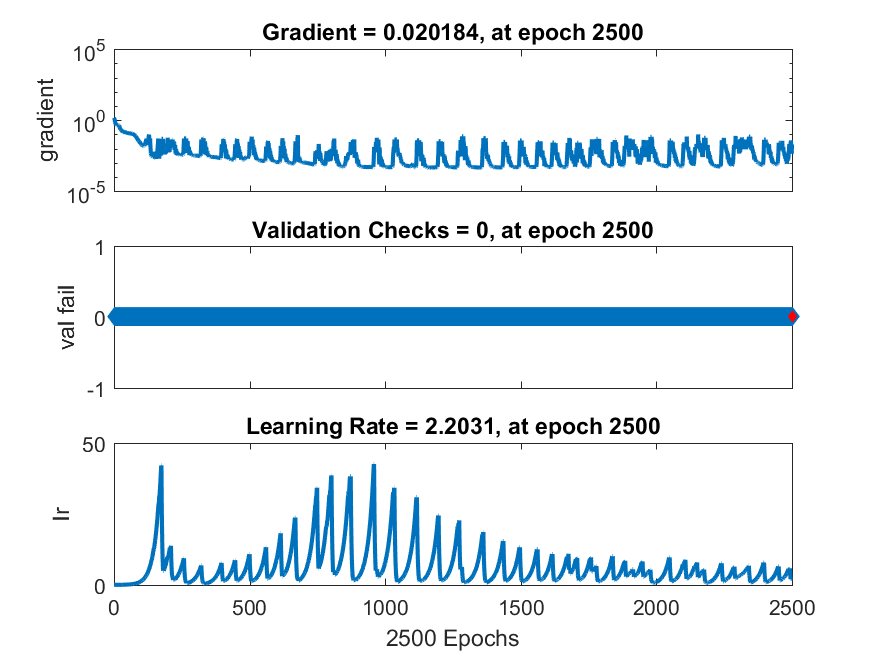 Gradient = 0.020184, at epoch 2500
10^5
10^0
10^-5
gradient
Validation Checks = 0, at epoch 2500
1
0
-1
val fail
Learning Rate = 2.2031, at epoch 2500
50
0
lr
0 500 1000 1500 2000 2500
2500 Epochs